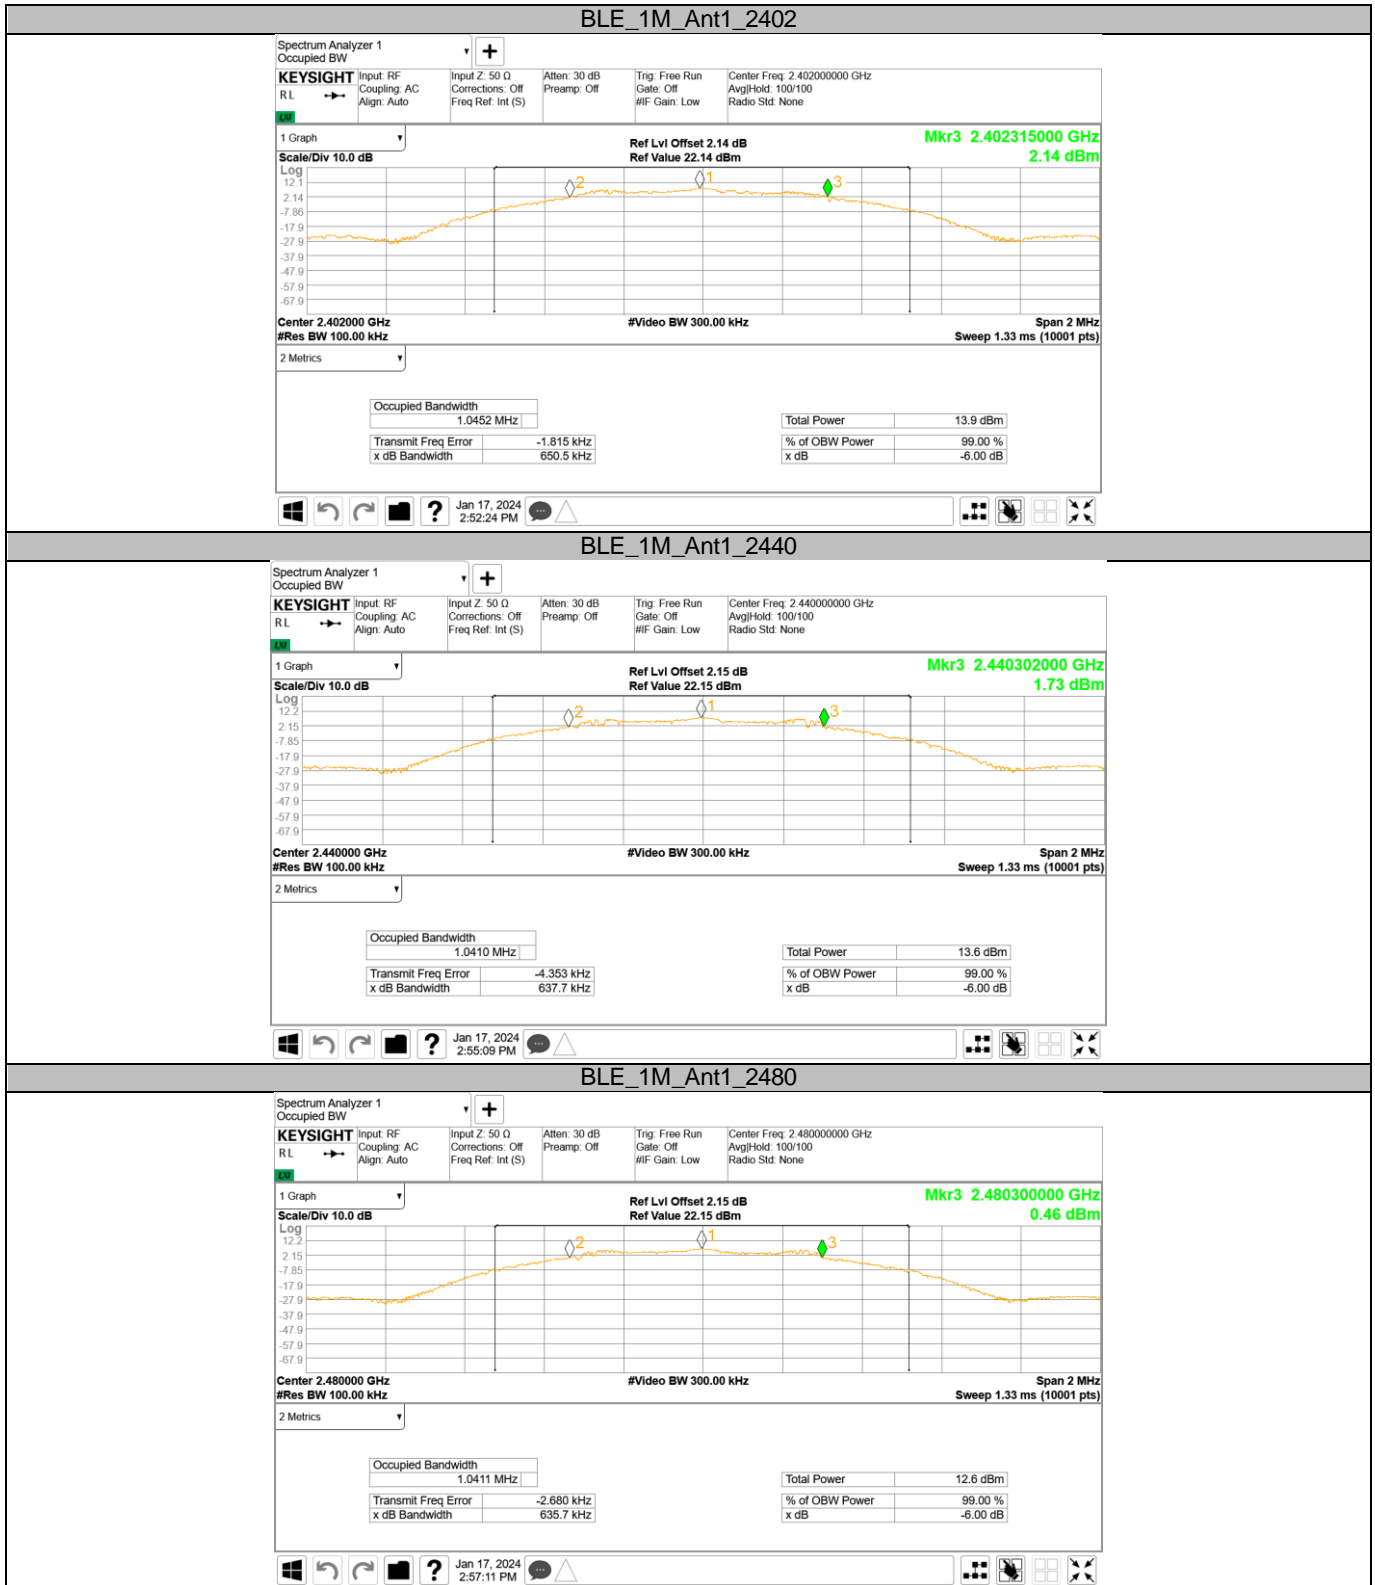 BLE_1M_Ant1_2402
Spectrum Analyzer 1
Occupied BW
KEYSIGHT Input: RF Input Z: 50 Ω Atten: 30 dB Trig: Free Run Center Freq: 2.402000000 GHz
RL Coupling: AC Corrections: Off Preamp: Off Gate: Off Avg|Hold: 100/100
Align: Auto Freq Ref: Int (S) #IF Gain: Low Radio Std: None
LXI
1 Graph Ref Lvl Offset 2.14 dB Mkr3 2.402315000 GHz
Scale/Div 10.0 dB Ref Value 22.14 dBm 2.14 dBm
Log
12.1
2.14
-7.86
-17.9
-27.9
-37.9
-47.9
-57.9
-67.9
2 1 3
Center 2.402000 GHz #Video BW 300.00 kHz Span 2 MHz
#Res BW 100.00 kHz Sweep 1.33 ms (10001 pts)
2 Metrics
Occupied Bandwidth
1.0452 MHz Total Power 13.9 dBm
Transmit Freq Error -1.815 kHz % of OBW Power 99.00 %
x dB Bandwidth 650.5 kHz x dB -6.00 dB
? Jan 17, 2024
2:52:24 PM
BLE_1M_Ant1_2440
Spectrum Analyzer 1
Occupied BW
KEYSIGHT Input: RF Input Z: 50 Ω Atten: 30 dB Trig: Free Run Center Freq: 2.440000000 GHz
RL Coupling: AC Corrections: Off Preamp: Off Gate: Off Avg|Hold: 100/100
Align: Auto Freq Ref: Int (S) #IF Gain: Low Radio Std: None
LXI
1 Graph Ref Lvl Offset 2.15 dB Mkr3 2.440302000 GHz
Scale/Div 10.0 dB Ref Value 22.15 dBm 1.73 dBm
Log
12.2
2.15
-7.85
-17.9
-27.9
-37.9
-47.9
-57.9
-67.9
2 1 3
Center 2.440000 GHz #Video BW 300.00 kHz Span 2 MHz
#Res BW 100.00 kHz Sweep 1.33 ms (10001 pts)
2 Metrics
Occupied Bandwidth
1.0410 MHz Total Power 13.6 dBm
Transmit Freq Error -4.353 kHz % of OBW Power 99.00 %
x dB Bandwidth 637.7 kHz x dB -6.00 dB
? Jan 17, 2024
2:55:09 PM
BLE_1M_Ant1_2480
Spectrum Analyzer 1
Occupied BW
KEYSIGHT Input: RF Input Z: 50 Ω Atten: 30 dB Trig: Free Run Center Freq: 2.480000000 GHz
RL Coupling: AC Corrections: Off Preamp: Off Gate: Off Avg|Hold: 100/100
Align: Auto Freq Ref: Int (S) #IF Gain: Low Radio Std: None
LXI
1 Graph Ref Lvl Offset 2.15 dB Mkr3 2.480300000 GHz
Scale/Div 10.0 dB Ref Value 22.15 dBm 0.46 dBm
Log
12.2
2.15
-7.85
-17.9
-27.9
-37.9
-47.9
-57.9
-67.9
2 1 3
Center 2.480000 GHz #Video BW 300.00 kHz Span 2 MHz
#Res BW 100.00 kHz Sweep 1.33 ms (10001 pts)
2 Metrics
Occupied Bandwidth
1.0411 MHz Total Power 12.6 dBm
Transmit Freq Error -2.680 kHz % of OBW Power 99.00 %
x dB Bandwidth 635.7 kHz x dB -6.00 dB
? Jan 17, 2024
2:57:11 PM